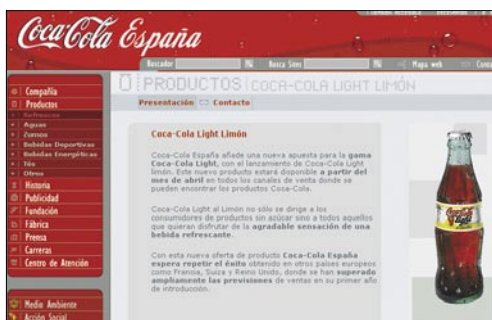 Coca-Cola España
Buscador
Busca Sites
Mapa web
PRODUCTOS | COCA-COLA LIGHT LIMÓN
Presentación
Contacto
Compañía
Productos
Refrescos
Aguas
Zumos
Bebidas Deportivas
Bebidas Energéticas
Tés
Otros
Historia
Publicidad
Fundación
Fábrica
Prensa
Carreras
Centro de Atención
Medio Ambiente
Acción Social
Coca-Cola Light Limón
Coca-Cola España añade una nueva apuesta para la gama
Coca-Cola Light, con el lanzamiento de Coca-Cola Light
limón. Este nuevo producto estará disponible a partir del
mes de abril en todos los canales de venta donde se
pueden encontrar los productos Coca-Cola.
Coca-Cola Light al Limón no sólo se dirige a los
consumidores de productos sin azúcar sino a todos aquellos
que quieran disfrutar de la agradable sensación de una
bebida refrescante.
Con esta nueva oferta de producto Coca-Cola España
espera repetir el éxito obtenido en otros países europeos
como Francia, Suiza y Reino Unido, donde se han superado
ampliamente las previsiones de ventas en su primer año
de introducción.